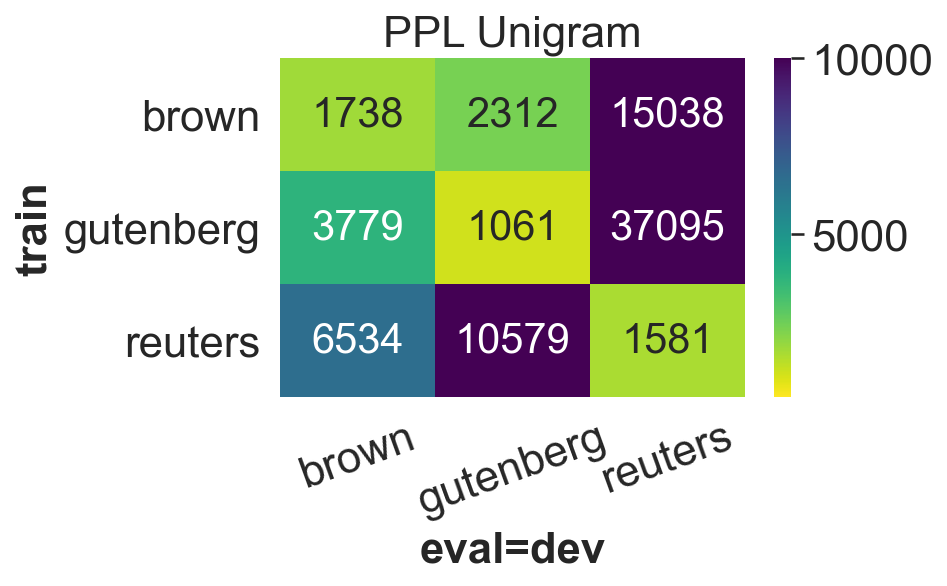 PPL Unigram
brown 1738 2312 15038
gutenberg 3779 1061 37095
reuters 6534 10579 1581
brown gutenberg reuters
eval=dev
train
10000
5000